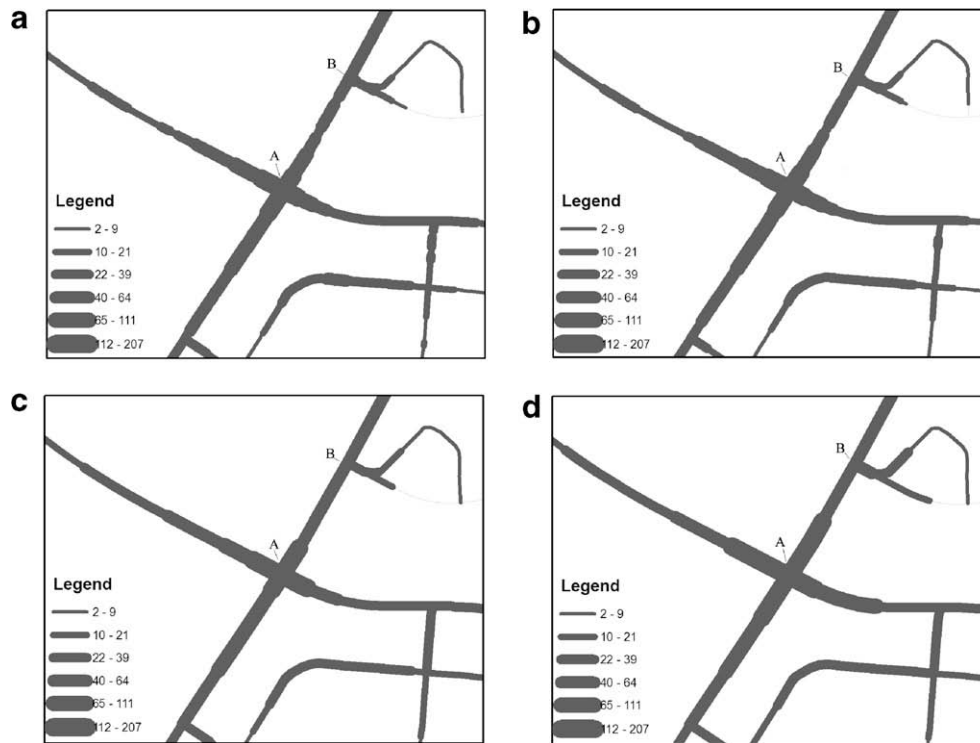 a
B
A
Legend
2 - 9
10 - 21
22 - 39
40 - 64
65 - 111
112 - 207
b
B
A
Legend
2 - 9
10 - 21
22 - 39
40 - 64
65 - 111
112 - 207
c
B
A
Legend
2 - 9
10 - 21
22 - 39
40 - 64
65 - 111
112 - 207
d
B
A
Legend
2 - 9
10 - 21
22 - 39
40 - 64
65 - 111
112 - 207